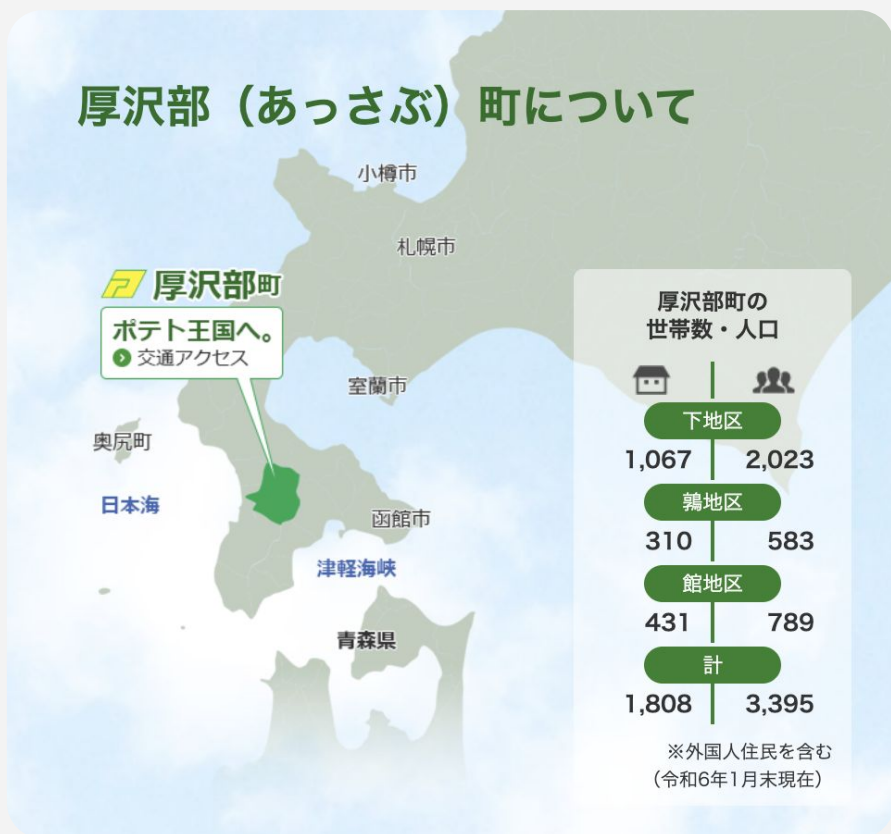 厚沢部（あっさぶ）町について
小樽市
札幌市
厚沢部町
ポテト王国へ。
交通アクセス
室蘭市
奥尻町
日本海
函館市
津軽海峡
青森県
厚沢部町の
世帯数・人口
下地区
1,067 2,023
鶉地区
310 583
館地区
431 789
計
1,808 3,395
※外国人住民を含む
（令和6年1月末現在）